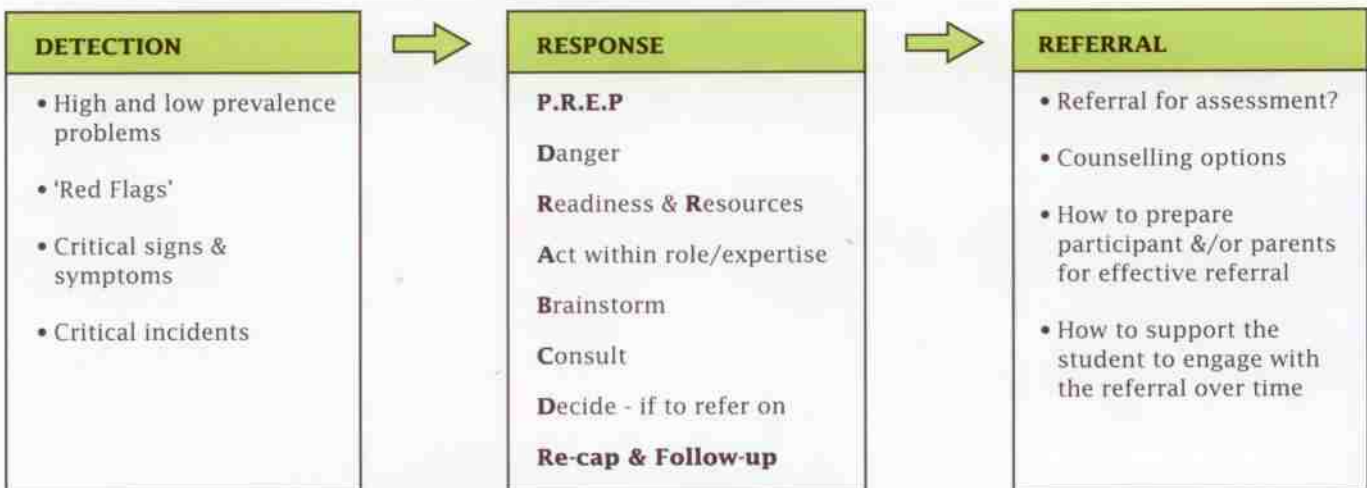 DETECTION
• High and low prevalence
problems
• 'Red Flags'
• Critical signs &
symptoms
• Critical incidents
RESPONSE
P.R.E.P
Danger
Readiness & Resources
Act within role/expertise
Brainstorm
Consult
Decide - if to refer on
Re-cap & Follow-up
REFERRAL
• Referral for assessment?
• Counselling options
• How to prepare
participant &/or parents
for effective referral
• How to support the
student to engage with
the referral over time